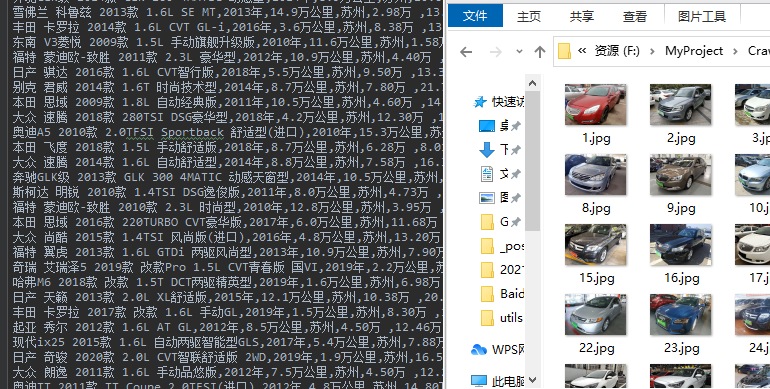 雪佛兰 科鲁兹 2013款 1.6L SE MT,2013年,14.9万公里,苏州,2.98万 ,13
丰田 卡罗拉 2014款 1.6L CVT GL-i,2016年,3.6万公里,苏州,8.38万 ,13
东南 V3菱悦 2009款 1.5L 手动旗舰升级版,2010年,11.6万公里,苏州,1.58万
福特 蒙迪欧-致胜 2011款 2.3L 豪华型,2012年,10.9万公里,苏州,4.40万
日产 骐达 2016款 1.6L CVT智行版,2018年,5.5万公里,苏州,9.50万 ,13.
别克 君威 2014款 1.6T 时尚技术型,2014年,8.7万公里,苏州,7.80万 ,21.
本田 思域 2009款 1.8L 自动经典版,2011年,10.5万公里,苏州,4.60万 ,14
大众 速腾 2018款 280TSI DSG豪华型,2018年,4.2万公里,苏州,12.30万 ,1
奥迪A5 2010款 2.0TFSI Sportback 舒适型(进口),2010年,15.3万公里,苏
本田 飞度 2018款 1.5L 手动舒适版,2018年,8.7万公里,苏州,6.28万 ,8.0
大众 速腾 2014款 1.6L 自动舒适型,2014年,8.8万公里,苏州,7.58万 ,16.
奔驰GLK级 2013款 GLK 300 4MATIC 动感天窗型,2014年,10.5万公里,苏州,
斯柯达 明锐 2010款 1.4TSI DSG逸俊版,2011年,8.0万公里,苏州,4.73万 ,
福特 蒙迪欧-致胜 2010款 2.3L 时尚型,2010年,12.8万公里,苏州,3.95万 ,
本田 思域 2016款 220TURBO CVT豪华版,2017年,6.0万公里,苏州,11.68万
大众 尚酷 2015款 1.4TSI 风尚版(进口),2016年,4.8万公里,苏州,13.20万
福特 翼虎 2013款 1.6L GTDi 两驱风尚型,2013年,10.9万公里,苏州,7.90万
奇瑞 艾瑞泽5 2019款 改款Pro 1.5L CVT青春版 国VI,2019年,2.2万公里,苏
哈弗M6 2018款 改款 1.5T DCT两驱精英型,2019年,1.6万公里,苏州,6.98万
日产 天籁 2013款 2.0L XL舒适版,2015年,12.1万公里,苏州,10.38万 ,20.
丰田 卡罗拉 2017款 改款 1.6L 手动GL,2019年,1.5万公里,苏州,8.30万 ,
起亚 秀尔 2012款 1.6L AT GL,2012年,8.5万公里,苏州,4.50万 ,12.46万
现代ix25 2015款 1.6L 自动两驱智能型GLS,2017年,5.4万公里,苏州,7.88万
日产 奇骏 2020款 2.0L CVT智联舒适版 2WD,2019年,1.9万公里,苏州,16.5
大众 朗逸 2011款 1.6L 手动品悠版,2012年,7.5万公里,苏州,4.50万 ,12.
奥迪TT 2011款 TT Coupe 2.0TFSI(进口),2012年,4.8万公里,苏州,14.80万
文件 主页 共享 查看 图片工具
« 资源 (F:) > MyProject > Craw
快速访
桌
下
文
图
G
_pos
202
Baid
utils
WPS网
此电脑
1.jpg 2.jpg 3.jp
8.jpg 9.jpg 10.j
15.jpg 16.jpg 17.j
22.jpg 23.jpg 24.j